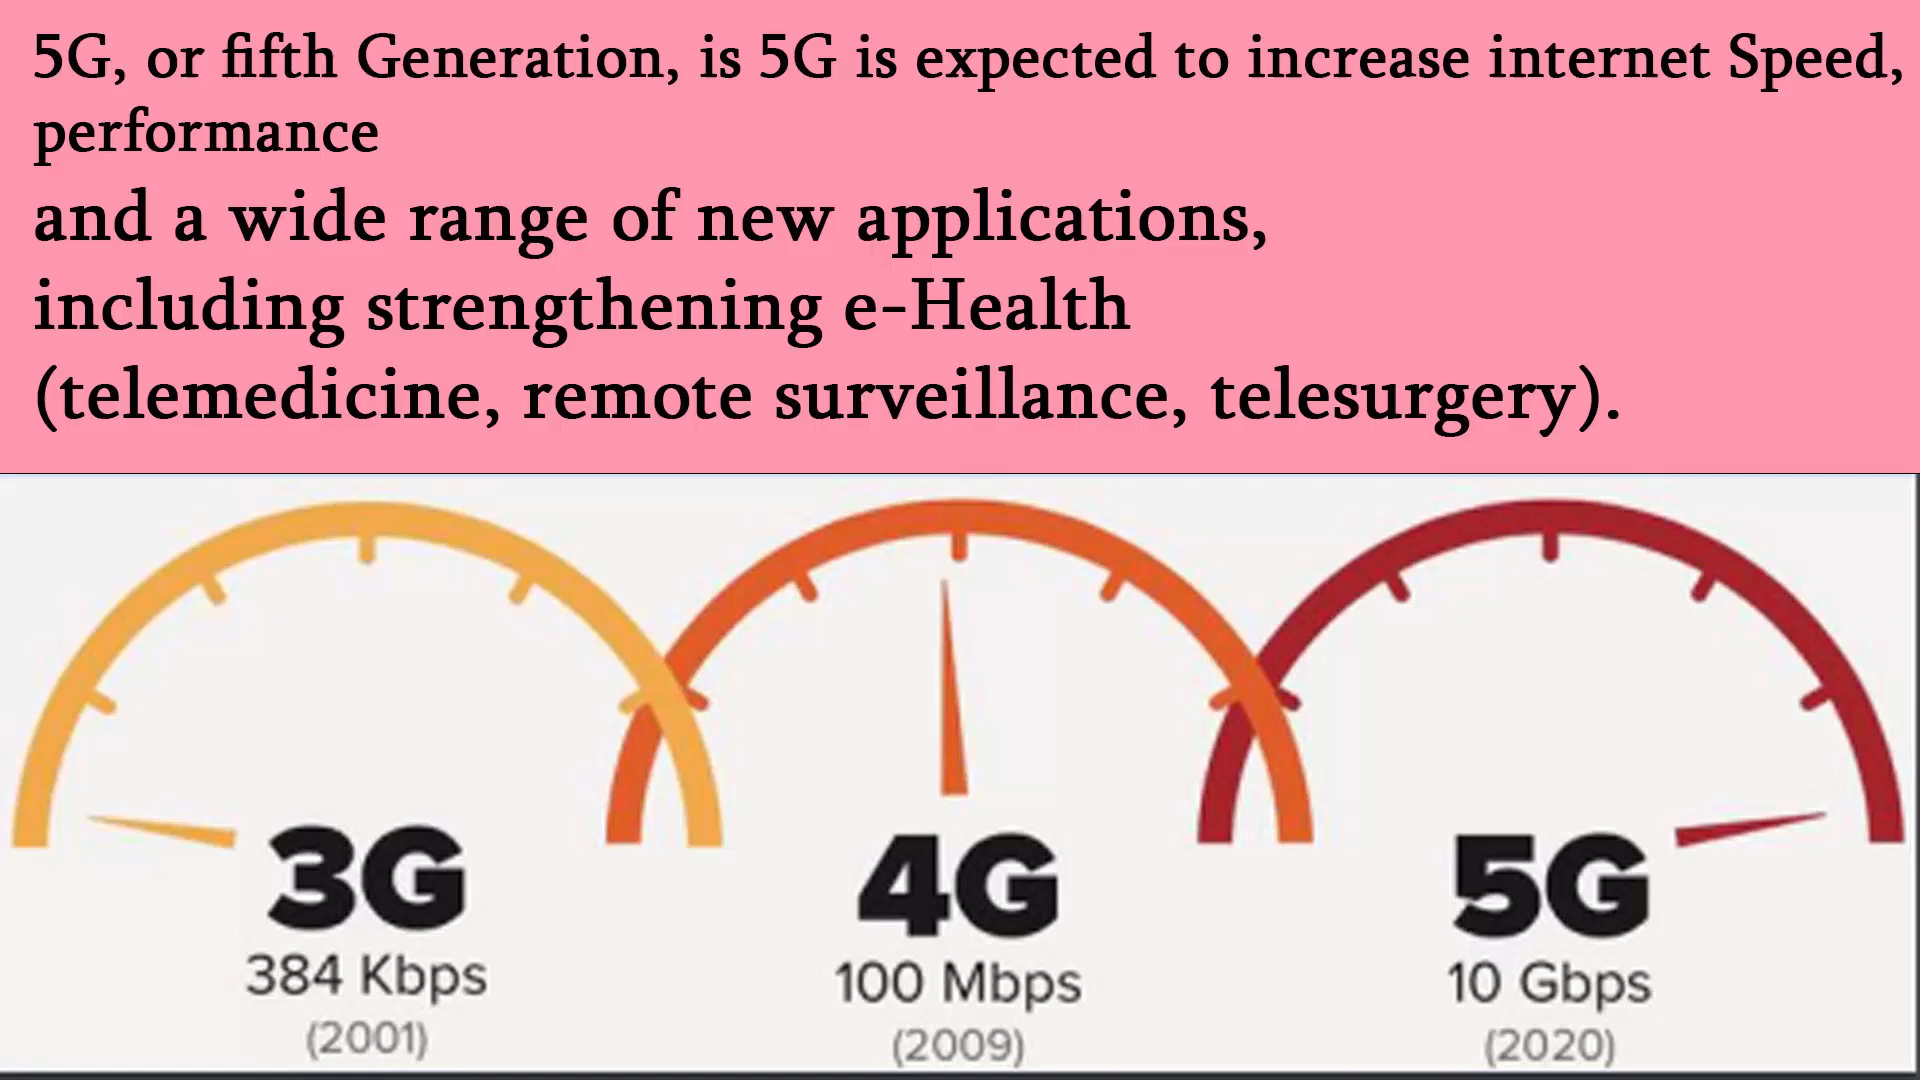 5G, or fifth Generation, is 5G is expected to increase internet Speed,
performance
and a wide range of new applications,
including strengthening e-Health
(telemedicine, remote surveillance, telesurgery).
3G
384 Kbps
(2001)
4G
100 Mbps
(2009)
5G
10 Gbps
(2020)